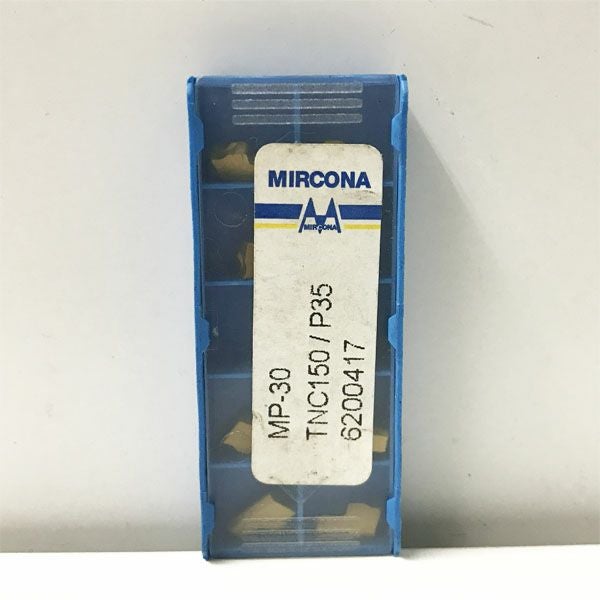 MIRCONA
MIRCONA
MP-30
TNC150 / P35
6200417